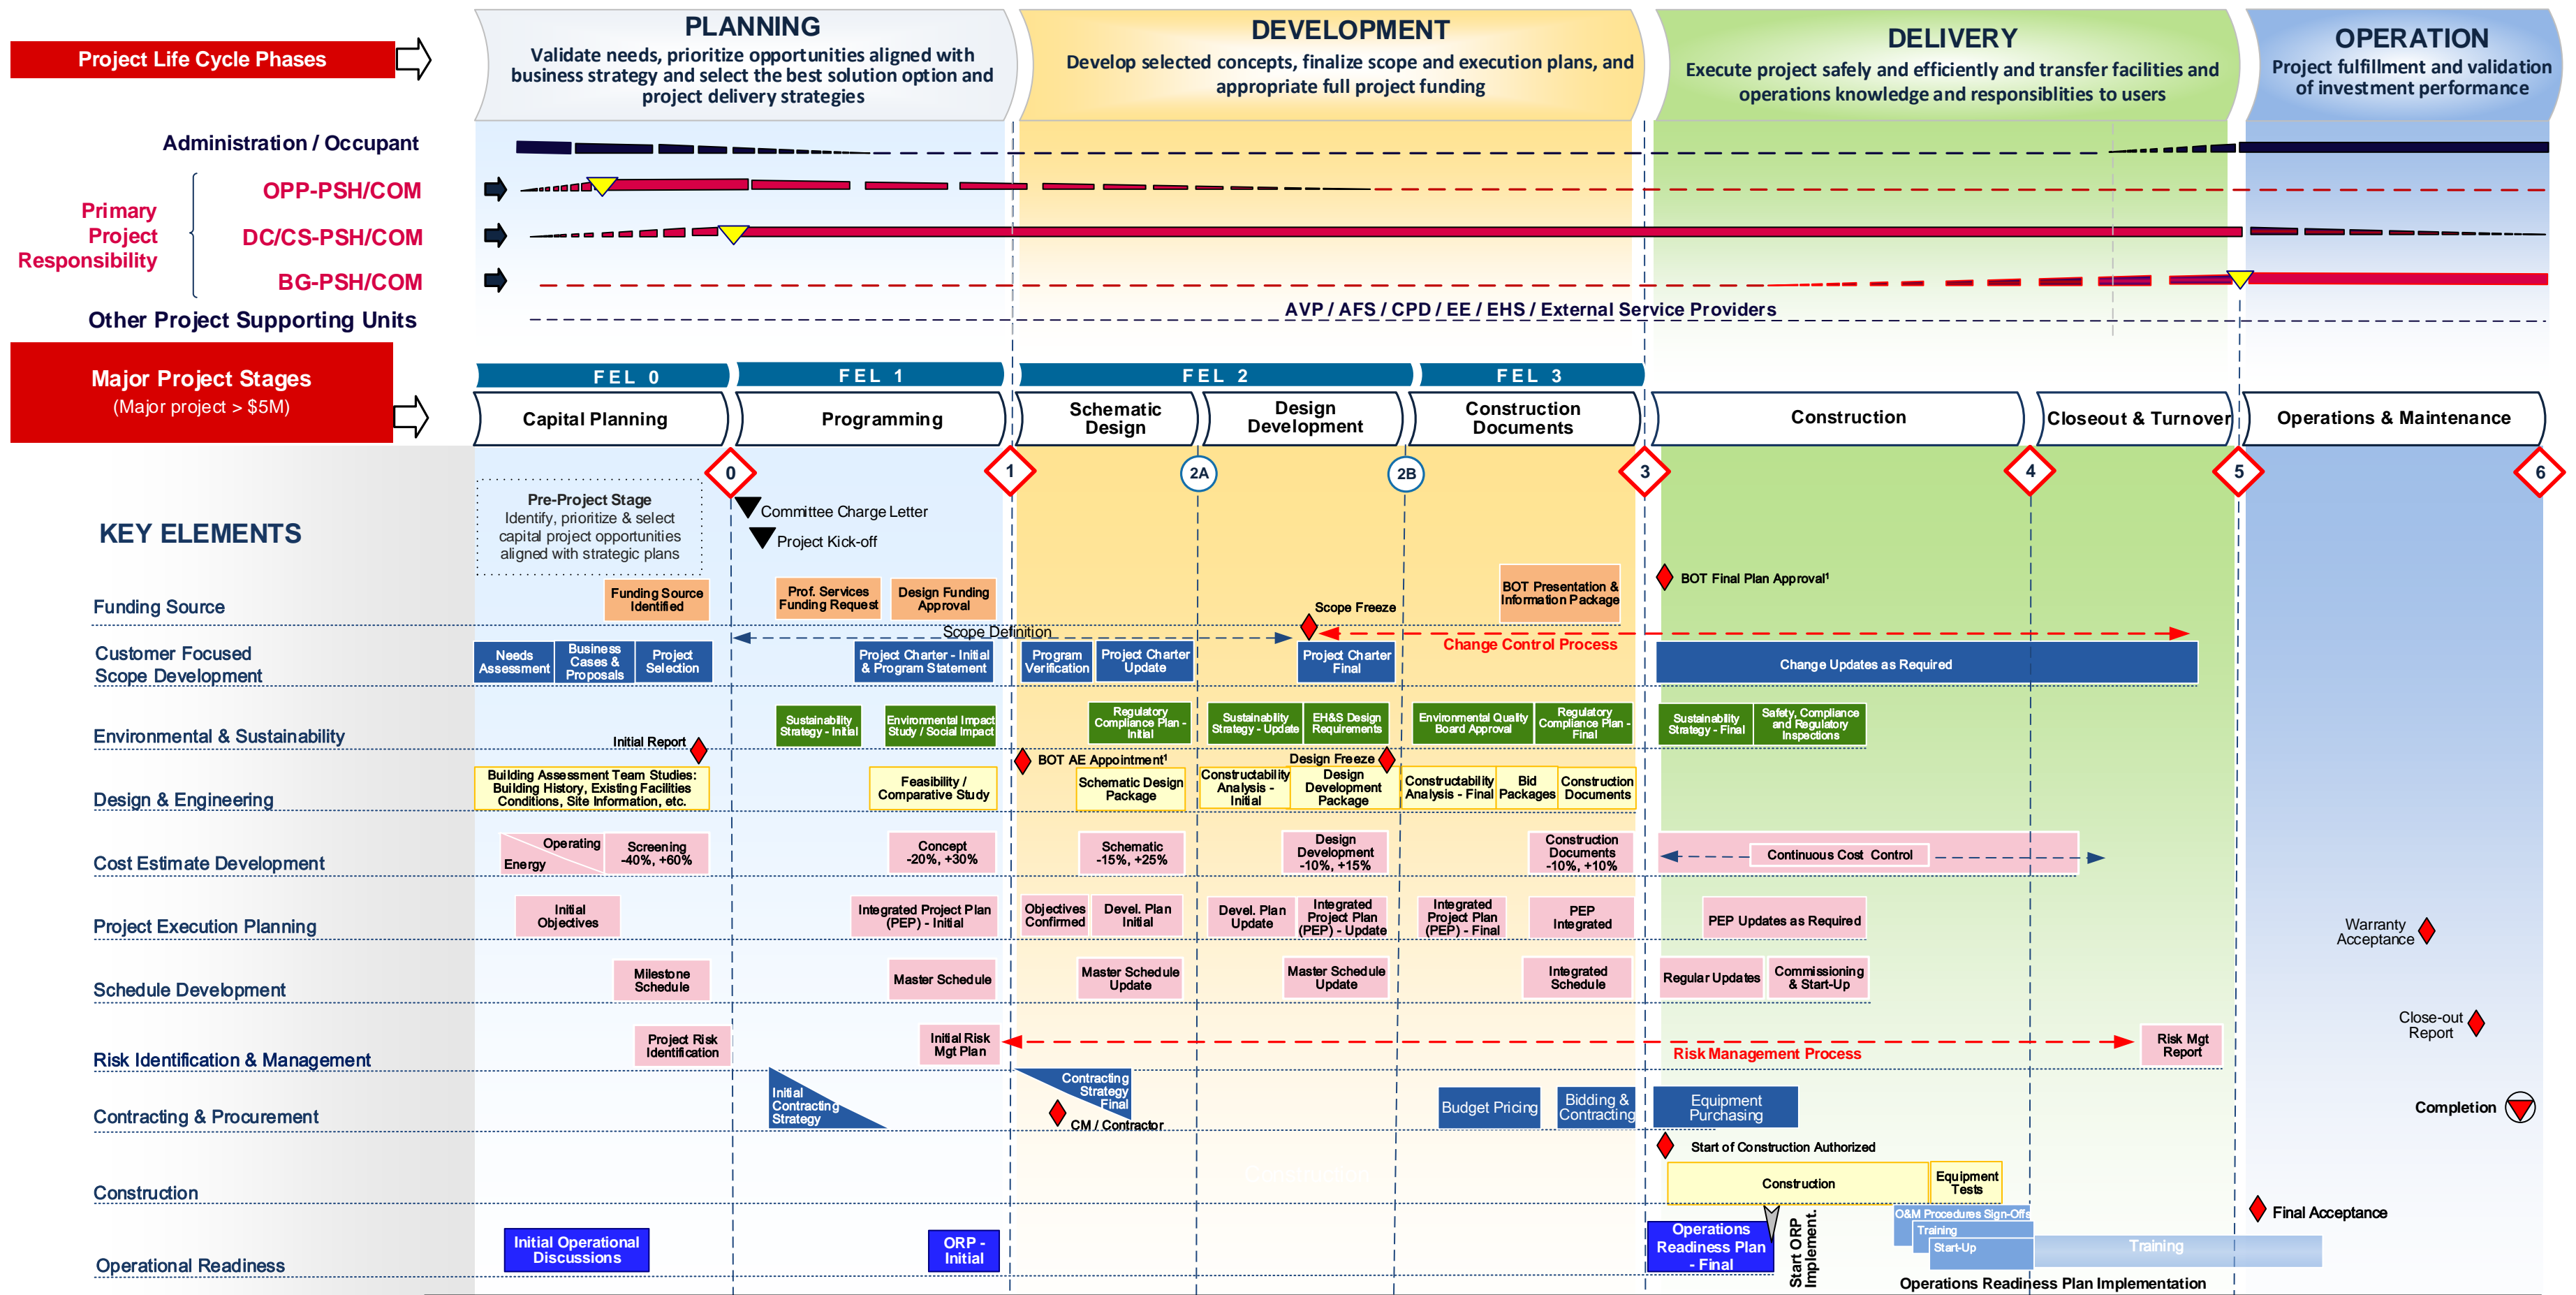 PLANNING
Validate needs, prioritize opportunities aligned with
business strategy and select the best solution option and
project delivery strategies
DEVELOPMENT
Develop selected concepts, finalize scope and execution plans, and
appropriate full project funding
DELIVERY
Execute project safely and efficiently and transfer facilities and
operations knowledge and responsiblities to users
OPERATION
Project fulfillment and validation
of investment performance
Project Life Cycle Phases
Administration / Occupant
Primary
Project
Responsibility
OPP-PSH/COM
DC/CS-PSH/COM
BG-PSH/COM
Other Project Supporting Units
AVP / AFS / CPD / EE / EHS / External Service Providers
Major Project Stages
(Major project > $5M)
FEL 0
FEL 1
FEL 2
FEL 3
Capital Planning
Programming
Schematic
Design
Design
Development
Construction
Documents
Construction
Closeout & Turnover
Operations & Maintenance
0
1
2A
2B
3
4
5
6
KEY ELEMENTS
Pre-Project Stage
Identify, prioritize & select
capital project opportunities
aligned with strategic plans
Committee Charge Letter
Project Kick-off
Funding Source
Funding Source
Identified
Prof. Services
Funding Request
Design Funding
Approval
BOT Presentation &
Information Package
BOT Final Plan Approval¹
Scope Freeze
Scope Definition
Change Control Process
Customer Focused
Scope Development
Needs
Assessment
Business
Cases &
Proposals
Project
Selection
Project Charter - Initial
& Program Statement
Program
Verification
Project Charter
Update
Project Charter
Final
Change Updates as Required
Environmental & Sustainability
Sustainability
Strategy - Initial
Environmental Impact
Study / Social Impact
Regulatory
Compliance Plan -
Initial
Sustainability
Strategy - Update
EH&S Design
Requirements
Environmental Quality
Board Approval
Regulatory
Compliance Plan -
Final
Sustainability
Strategy - Final
Safety, Compliance
and Regulatory
Inspections
Initial Report
BOT AE Appointment¹
Design Freeze
Design & Engineering
Building Assessment Team Studies:
Building History, Existing Facilities
Conditions, Site Information, etc.
Feasibility /
Comparative Study
Schematic Design
Package
Constructability
Analysis -
Initial
Design
Development
Package
Constructability
Analysis - Final
Bid
Packages
Construction
Documents
Cost Estimate Development
Operating
Energy
Screening
-40%, +60%
Concept
-20%, +30%
Schematic
-15%, +25%
Design
Development
-10%, +15%
Construction
Documents
-10%, +10%
Continuous Cost Control
Project Execution Planning
Initial
Objectives
Integrated Project Plan
(PEP) - Initial
Objectives
Confirmed
Devel. Plan
Initial
Devel. Plan
Update
Integrated
Project Plan
(PEP) - Update
Integrated
Project Plan
(PEP) - Final
PEP
Integrated
PEP Updates as Required
Warranty
Acceptance
Schedule Development
Milestone
Schedule
Master Schedule
Master Schedule
Update
Master Schedule
Update
Integrated
Schedule
Regular Updates
Commissioning
& Start-Up
Close-out
Report
Risk Identification & Management
Project Risk
Identification
Initial Risk
Mgt Plan
Risk Management Process
Risk Mgt
Report
Contracting & Procurement
Initial
Contracting
Strategy
Contracting
Strategy
Final
CM / Contractor
Budget Pricing
Bidding &
Contracting
Equipment
Purchasing
Completion
Start of Construction Authorized
Construction
Construction
Construction
Equipment
Tests
Final Acceptance
Operational Readiness
Initial Operational
Discussions
ORP -
Initial
Operations
Readiness Plan
- Final
Start ORP
Implement.
O&M Procedures Sign-Offs
Training
Start-Up
Training
Operations Readiness Plan Implementation